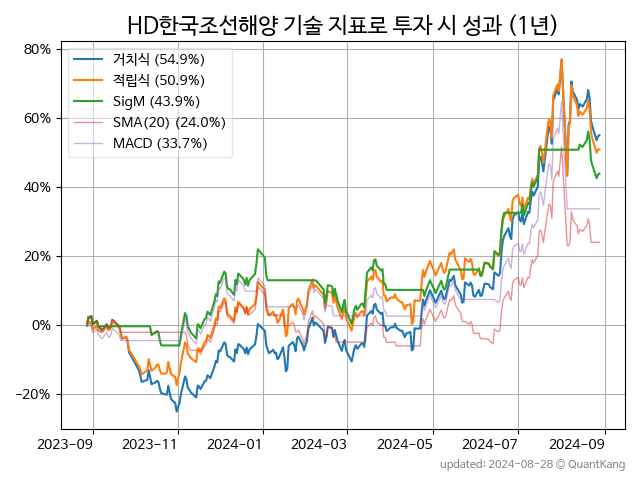 HD한국조선해양 기술 지표로 투자 시 성과 (1년)
80%
60%
40%
20%
0%
−20%
거치식 (54.9%)
적립식 (50.9%)
SigM (43.9%)
SMA(20) (24.0%)
MACD (33.7%)
2023-09
2023-11
2024-01
2024-03
2024-05
2024-07
2024-09
updated: 2024-08-28 © QuantKang